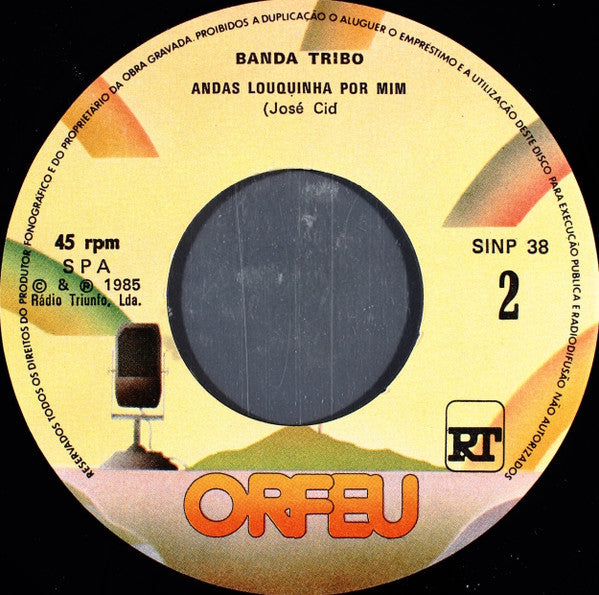 RESERVADOS TODOS OS DIREITOS DO PRODUTOR FONOGRÁFICO E DO PROPRIETÁRIO DA OBRA GRAVADA. PROIBIDOS A DUPLICAÇÃO O ALUGUER O EMPRESTIMO E A UTILIZAÇÃO DESTE DISCO PARA EXECUÇÃO PUBLICA E RADIODIFUSÃO NÃO AUTORIZADOS
BANDA TRIBO
ANDAS LOUQUINHA POR MIM
(José Cid
45 rpm
SPA
© & ℗ 1985
Rádio Triunfo, Lda.
SINP 38
2
RT
ORFEU